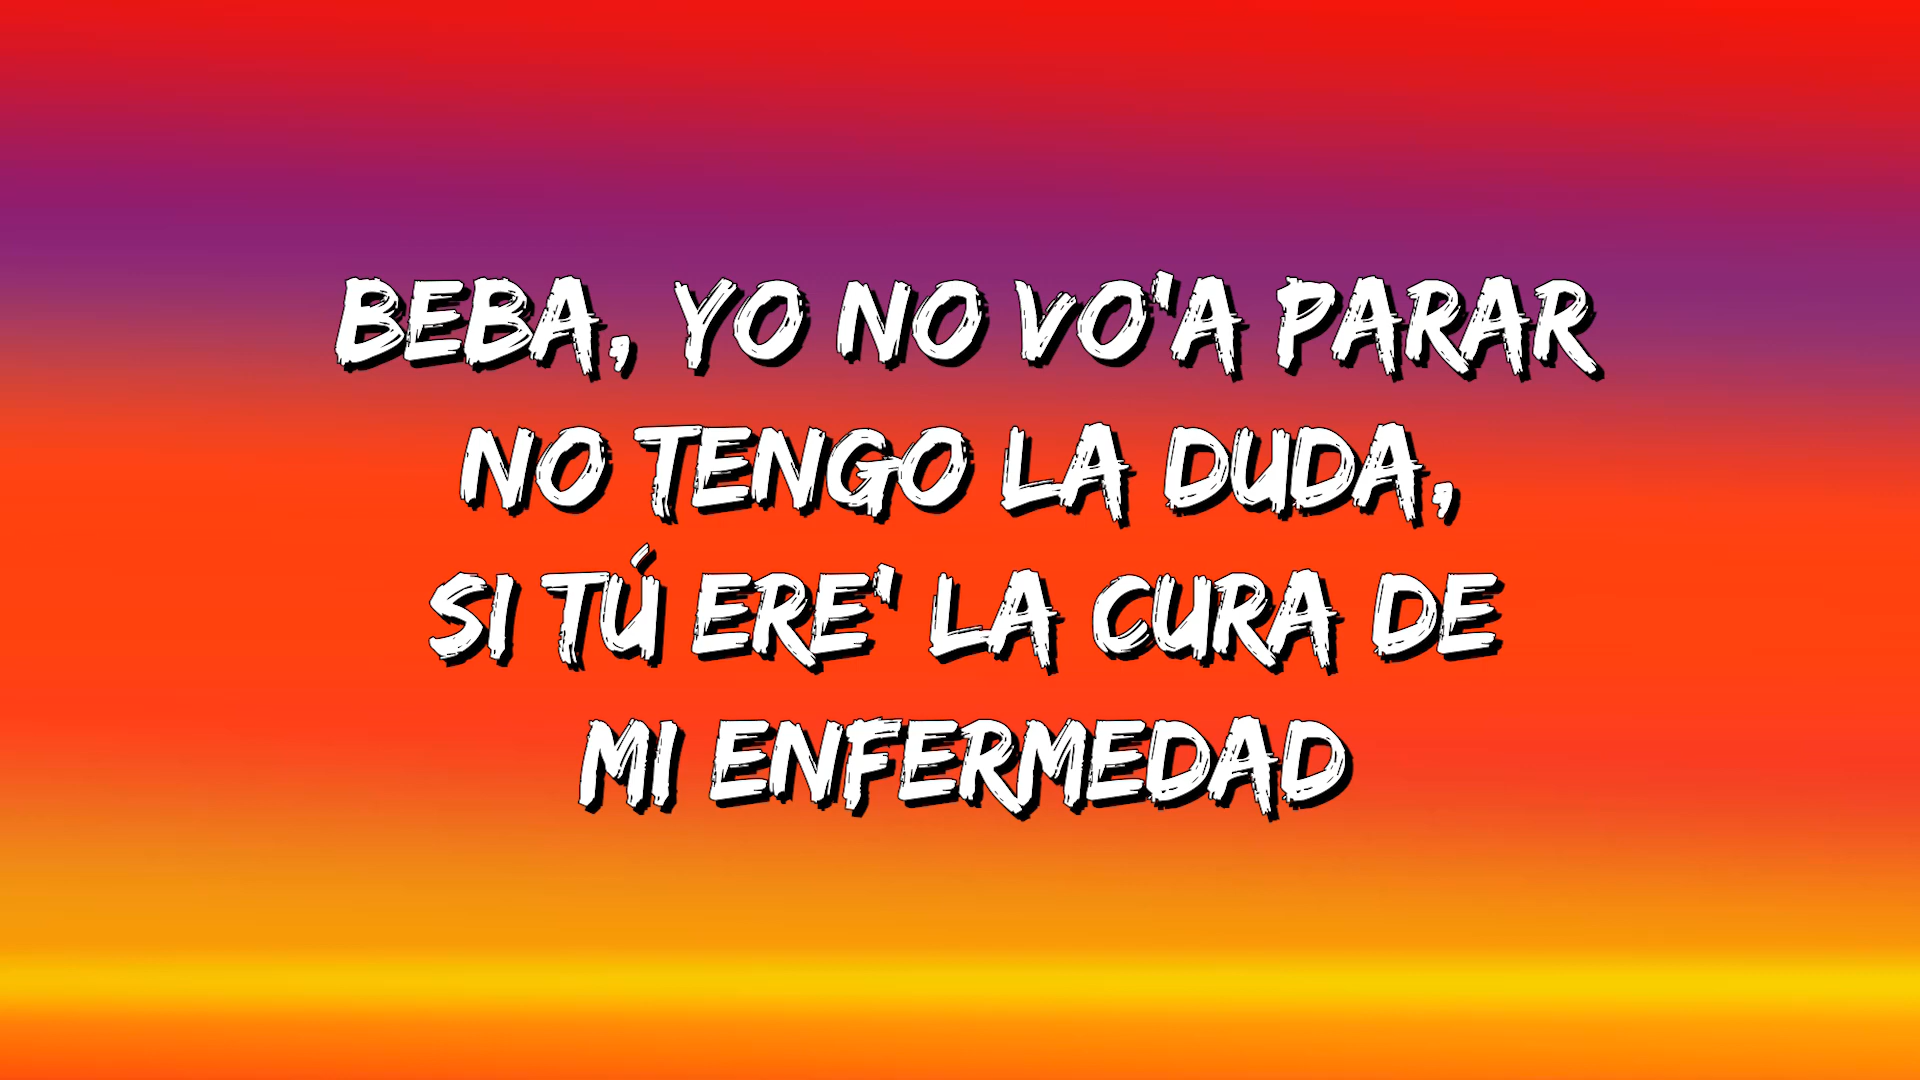 BEBA, YO NO VO'A PARAR
NO TENGO LA DUDA,
SI TÚ ERE' LA CURA DE
MI ENFERMEDAD